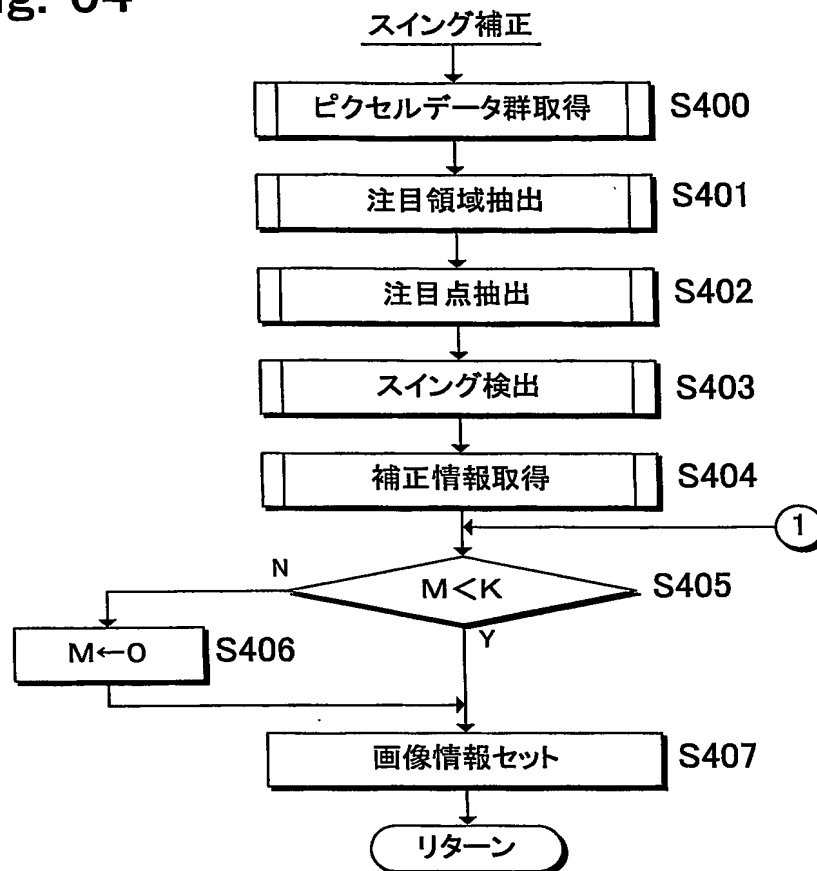 ig. 64
スイング補正
ピクセルデータ群取得 S400
注目領域抽出 S401
注目点抽出 S402
スイング検出 S403
補正情報取得 S404
1
N M<K S405
Y
M←0 S406
画像情報セット S407
リターン